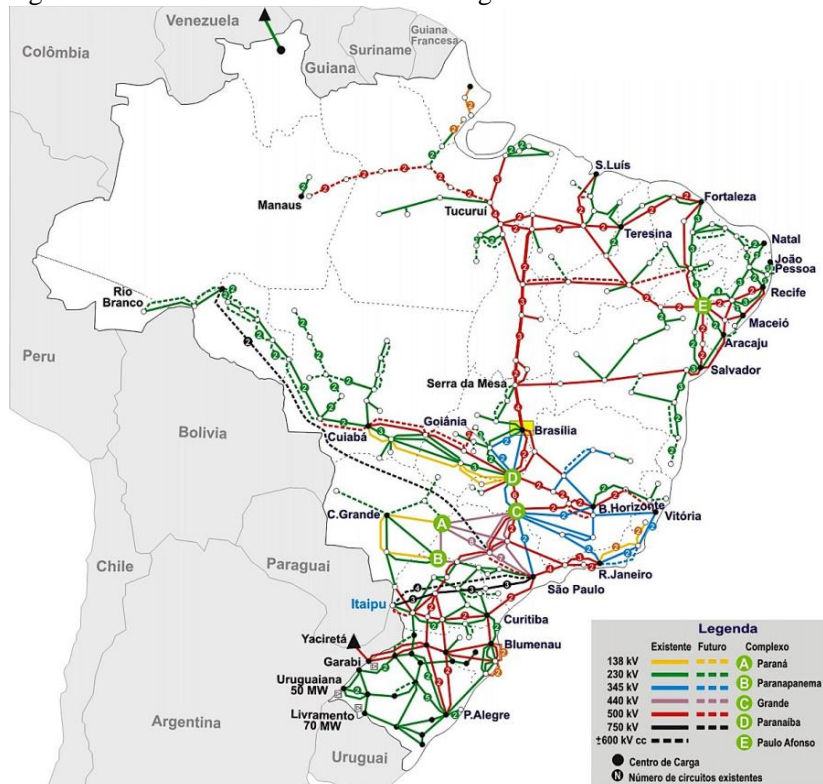 Venezuela
Guiana
Francesa
Suriname
Colômbia
Guiana
S.Luís
Manaus
Tucuruí
Teresina
Fortaleza
Natal
João
Pessoa
Recife
Maceió
Aracaju
Salvador
Rio
Branco
Peru
Serra da Mesa
Bolivia
Cuiabá
Goiânia
Brasília
D
E
C.Grande
A
B
C
B.Horizonte
Vitória
Chile
Paraguai
Itaipu
São Paulo
R.Janeiro
Curitiba
Yaciretá
Garabi
Blumenau
Uruguaiana
50 MW
Livramento
70 MW
P.Alegre
Argentina
Uruguai
Legenda
Existente Futuro Complexo
138 kV A Paraná
230 kV B Paranapanema
345 kV C Grande
440 kV D Paranaíba
500 kV E Paulo Afonso
750 kV
±600 kV cc
Centro de Carga
N Número de circuitos existentes